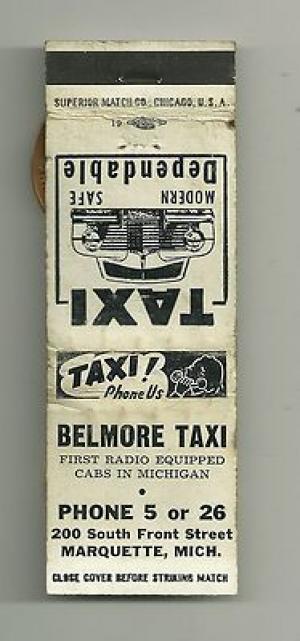 SUPERIOR MATCH CO. CHICAGO, U.S.A.
19
Dependable
SAFE MODERN
TAXI
TAXI!
Phone Us
BELMORE TAXI
FIRST RADIO EQUIPPED
CABS IN MICHIGAN
PHONE 5 or 26
200 South Front Street
MARQUETTE, MICH.
CLOSE COVER BEFORE STRIKING MATCH